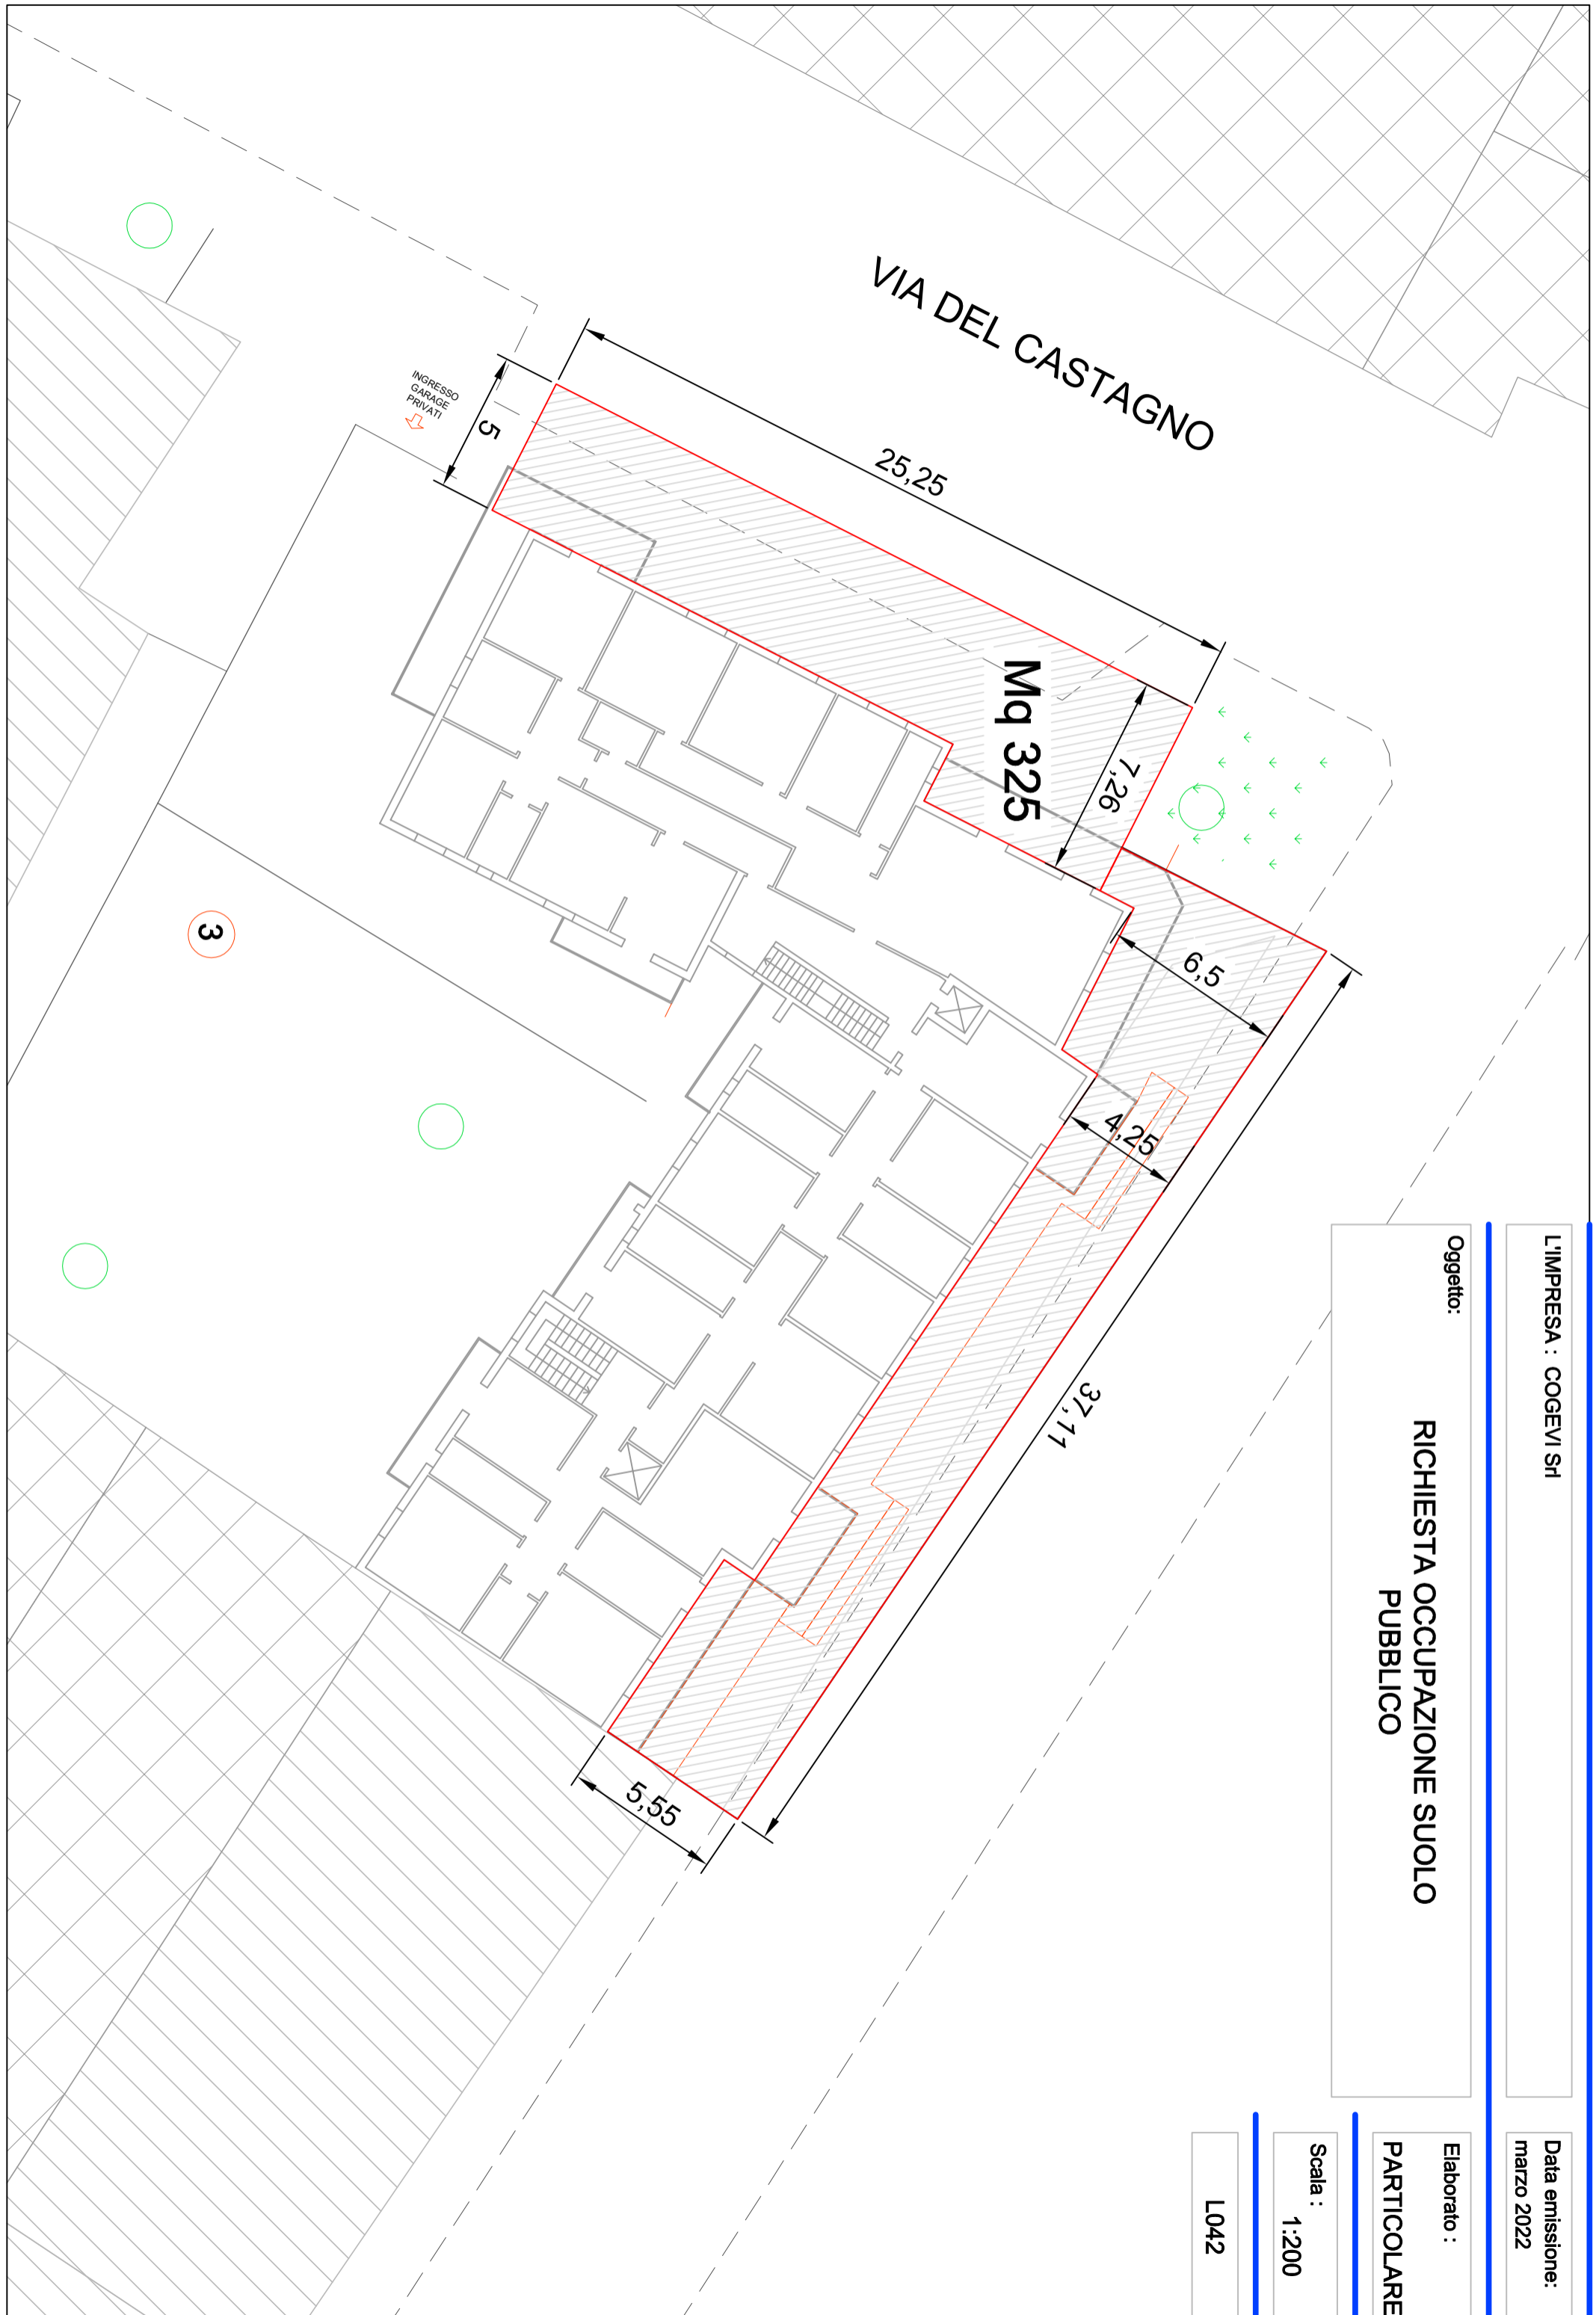 L'IMPRESA : COGEVI Srl
Data emissione:
marzo 2022
Oggetto:
RICHIESTA OCCUPAZIONE SUOLO
PUBBLICO
Elaborato :
PARTICOLARE
Scala :
1:200
L042
VIA DEL CASTAGNO
25,25
5
INGRESSO
GARAGE
PRIVATI
Mq 325
7,26
6,5
4,25
37,11
5,55
3